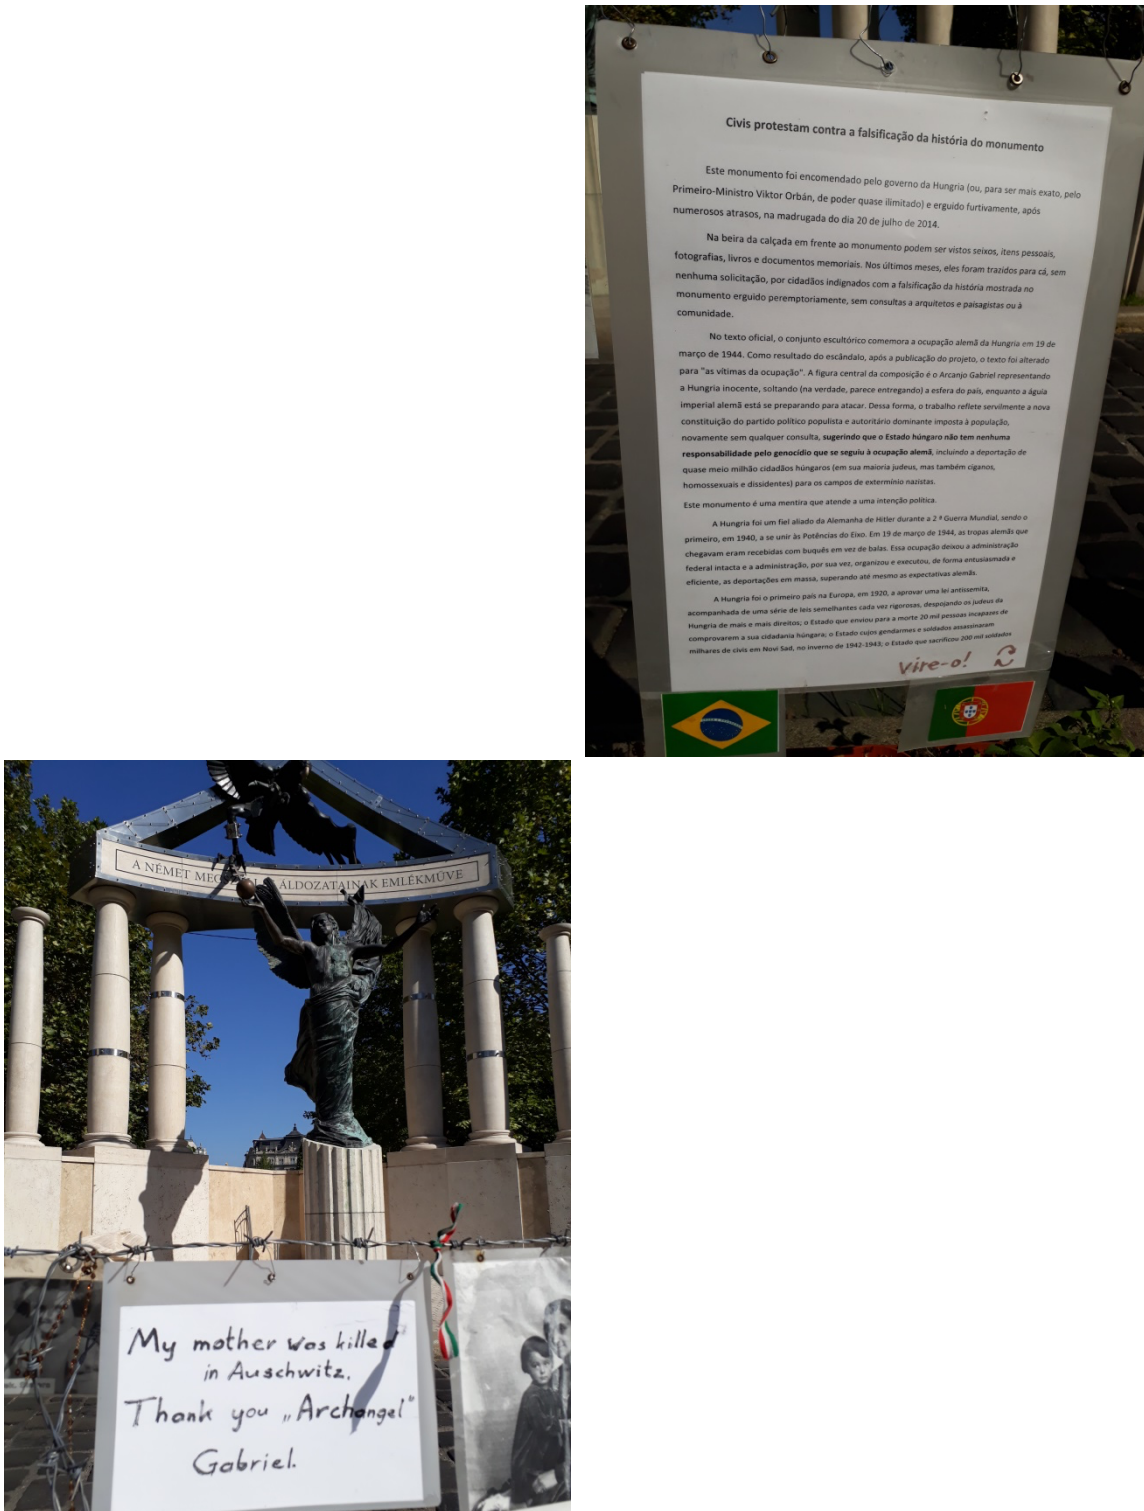 Civis protestam contra a falsificação da história do monumento
Este monumento foi encomendado pelo governo da Hungria (ou, para ser mais exato, pelo
Primeiro-Ministro Viktor Orbán, de poder quase ilimitado) e erguido furtivamente, após
numerosos atrasos, na madrugada do dia 20 de julho de 2014.
Na beira da calçada em frente ao monumento podem ser vistos seixos, itens pessoais,
fotografias, livros e documentos memoriais. Nos últimos meses, eles foram trazidos para cá, sem
nenhuma solicitação, por cidadãos indignados com a falsificação da história mostrada no
monumento erguido peremptoriamente, sem consultas a arquitetos e paisagistas ou à
comunidade.
No texto oficial, o conjunto escultórico comemora a ocupação alemã da Hungria em 19 de
março de 1944. Como resultado do escândalo, após a publicação do projeto, o texto foi alterado
para "as vítimas da ocupação". A figura central da composição é o Arcanjo Gabriel representando
a Hungria inocente, soltando (na verdade, parece entregando) a esfera do país, enquanto a águia
imperial alemã está se preparando para atacar. Dessa forma, o trabalho reflete servilmente a nova
constituição do partido político populista e autoritário dominante imposta à população,
novamente sem qualquer consulta, sugerindo que o Estado húngaro não tem nenhuma
responsabilidade pelo genocídio que se seguiu à ocupação alemã, incluindo a deportação de
quase meio milhão cidadãos húngaros (em sua maioria judeus, mas também ciganos,
homossexuais e dissidentes) para os campos de extermínio nazistas.
Este monumento é uma mentira que atende a uma intenção política.
A Hungria foi um fiel aliado da Alemanha de Hitler durante a 2 ª Guerra Mundial, sendo o
primeiro, em 1940, a se unir às Potências do Eixo. Em 19 de março de 1944, as tropas alemãs que
chegavam eram recebidas com buquês em vez de balas. Essa ocupação deixou a administração
federal intacta e a administração, por sua vez, organizou e executou, de forma entusiasmada e
eficiente, as deportações em massa, superando até mesmo as expectativas alemãs.
A Hungria foi o primeiro país na Europa, em 1920, a aprovar uma lei antissemita,
acompanhada de uma série de leis semelhantes cada vez rigorosas, despojando os judeus da
Hungria de mais e mais direitos; o Estado que enviou para a morte 20 mil pessoas incapazes de
comprovarem a sua cidadania húngara; o Estado cujos gendarmes e soldados assassinaram
milhares de civis em Novi Sad, no inverno de 1942-1943; o Estado que sacrificou 200 mil soldados
vire-o!
A NÉMET ÁLDOZATAINAK EMLÉKMŰVE
My mother was killed
in Auschwitz.
Thank you „Archangel"
Gabriel.